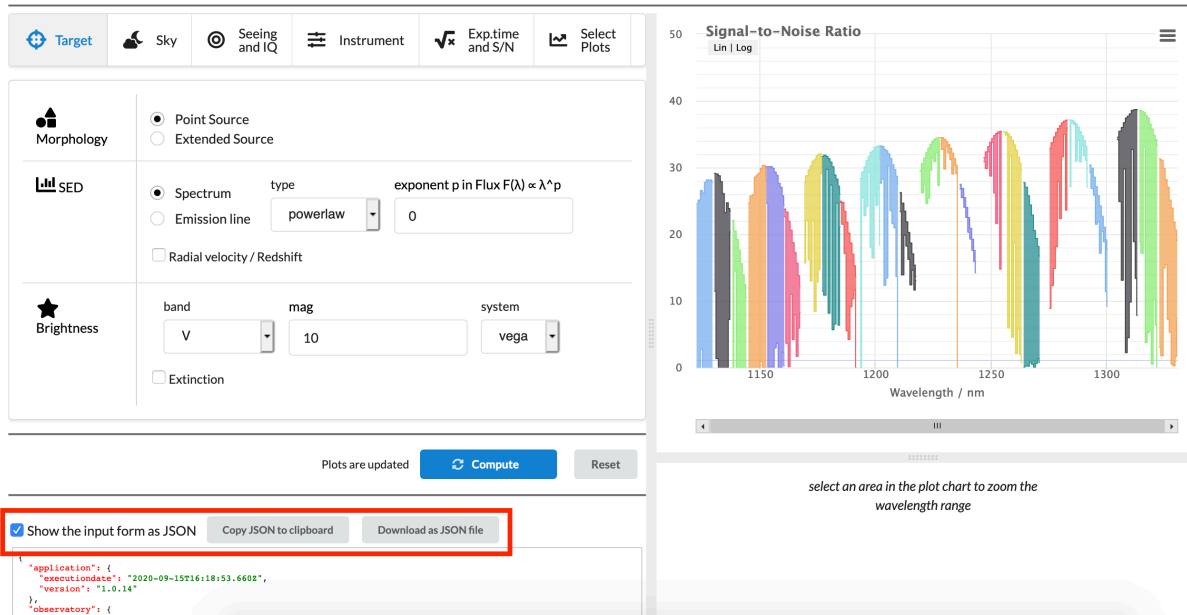 Target
Sky
Seeing
and IQ
Instrument
Exp.time
and S/N
Select
Plots
Morphology
Point Source
Extended Source
SED
Spectrum
Emission line
type
powerlaw
exponent p in Flux F(λ) ∝ λ^p
0
Radial velocity / Redshift
Brightness
band
mag
system
V
10
vega
Extinction
Plots are updated
Compute
Reset
Show the input form as JSON
Copy JSON to clipboard
Download as JSON file
{
"application": {
"executiondate": "2020-09-15T16:18:53.660Z",
"version": "1.0.14"
},
"observatory": {
Signal-to-Noise Ratio
Lin | Log
50
40
30
20
10
0
1150
1200
1250
1300
Wavelength / nm
select an area in the plot chart to zoom the
wavelength range